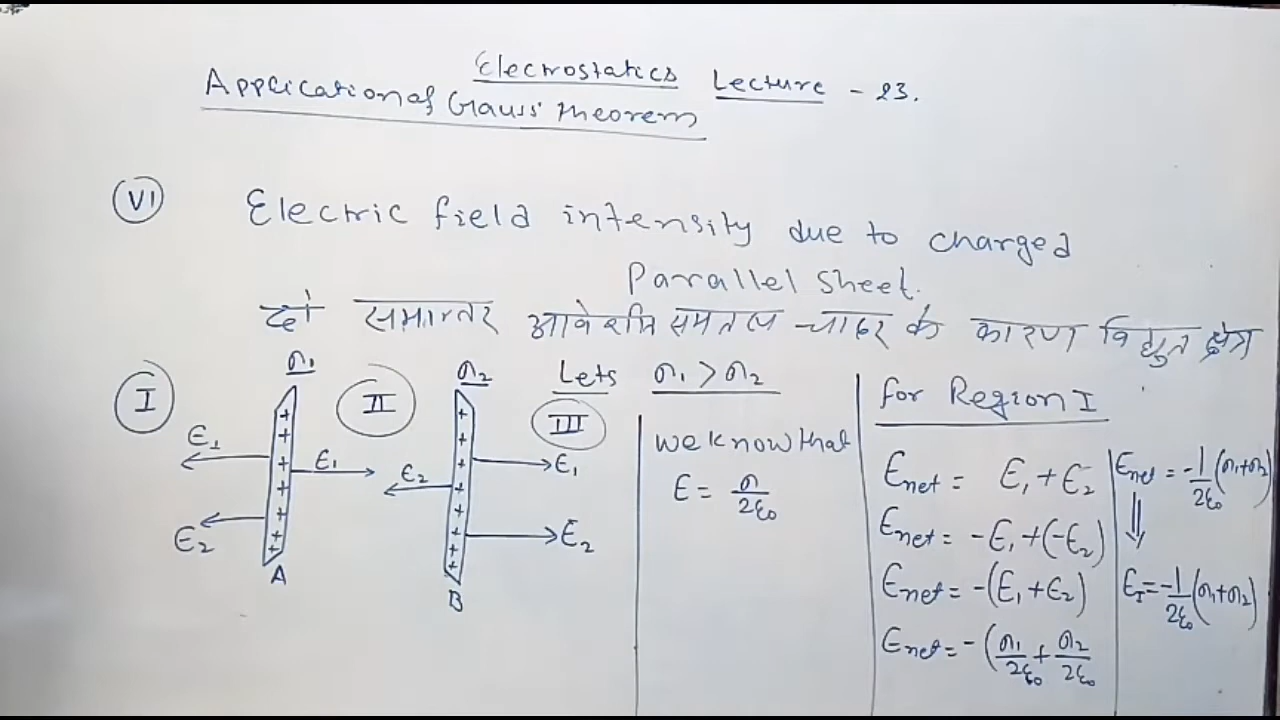 Electrostatics Lecture - 23.
Application of Gauss' theorem
VI
Electric field intensity due to charged
Parallel Sheet.
दो समान्तर आवेशित समतल चादर के कारण विद्युत क्षेत्र
I
σ₁
II
σ₂
III
Lets σ₁ > σ₂
E₁
E₁
E₂
E₂
E₁
E₂
A
B
we know that
E = σ/2ε₀
for Region I
Enet = E₁ + E₂
Enet = -E₁ + (-E₂)
Enet = -(E₁ + E₂)
Enet = -(σ₁/2ε₀ + σ₂/2ε₀
Enet = -1/2ε₀ (σ₁+σ₂)
⇓
E_I = -1/2ε₀ (σ₁+σ₂)